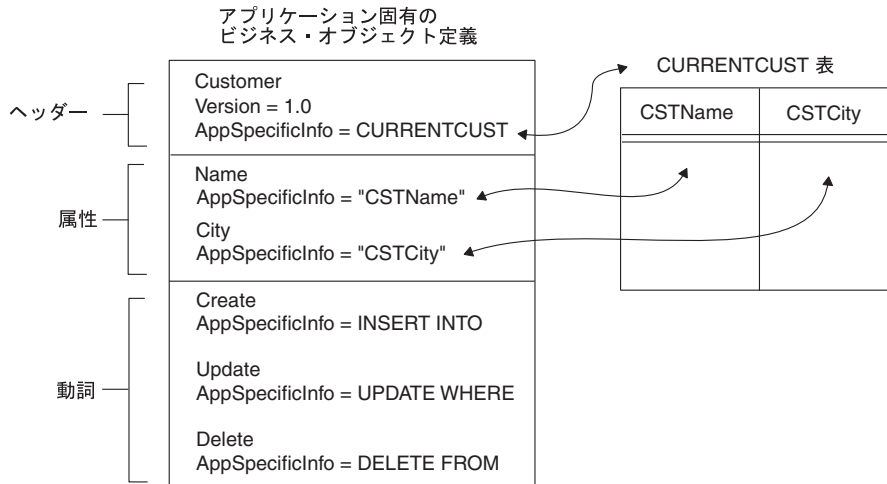 アプリケーション固有の
ビジネス・オブジェクト定義
ヘッダー
Customer
Version = 1.0
AppSpecificInfo = CURRENTCUST
属性
Name
AppSpecificInfo = "CSTName"
City
AppSpecificInfo = "CSTCity"
動詞
Create
AppSpecificInfo = INSERT INTO
Update
AppSpecificInfo = UPDATE WHERE
Delete
AppSpecificInfo = DELETE FROM
CURRENTCUST 表
CSTName
CSTCity